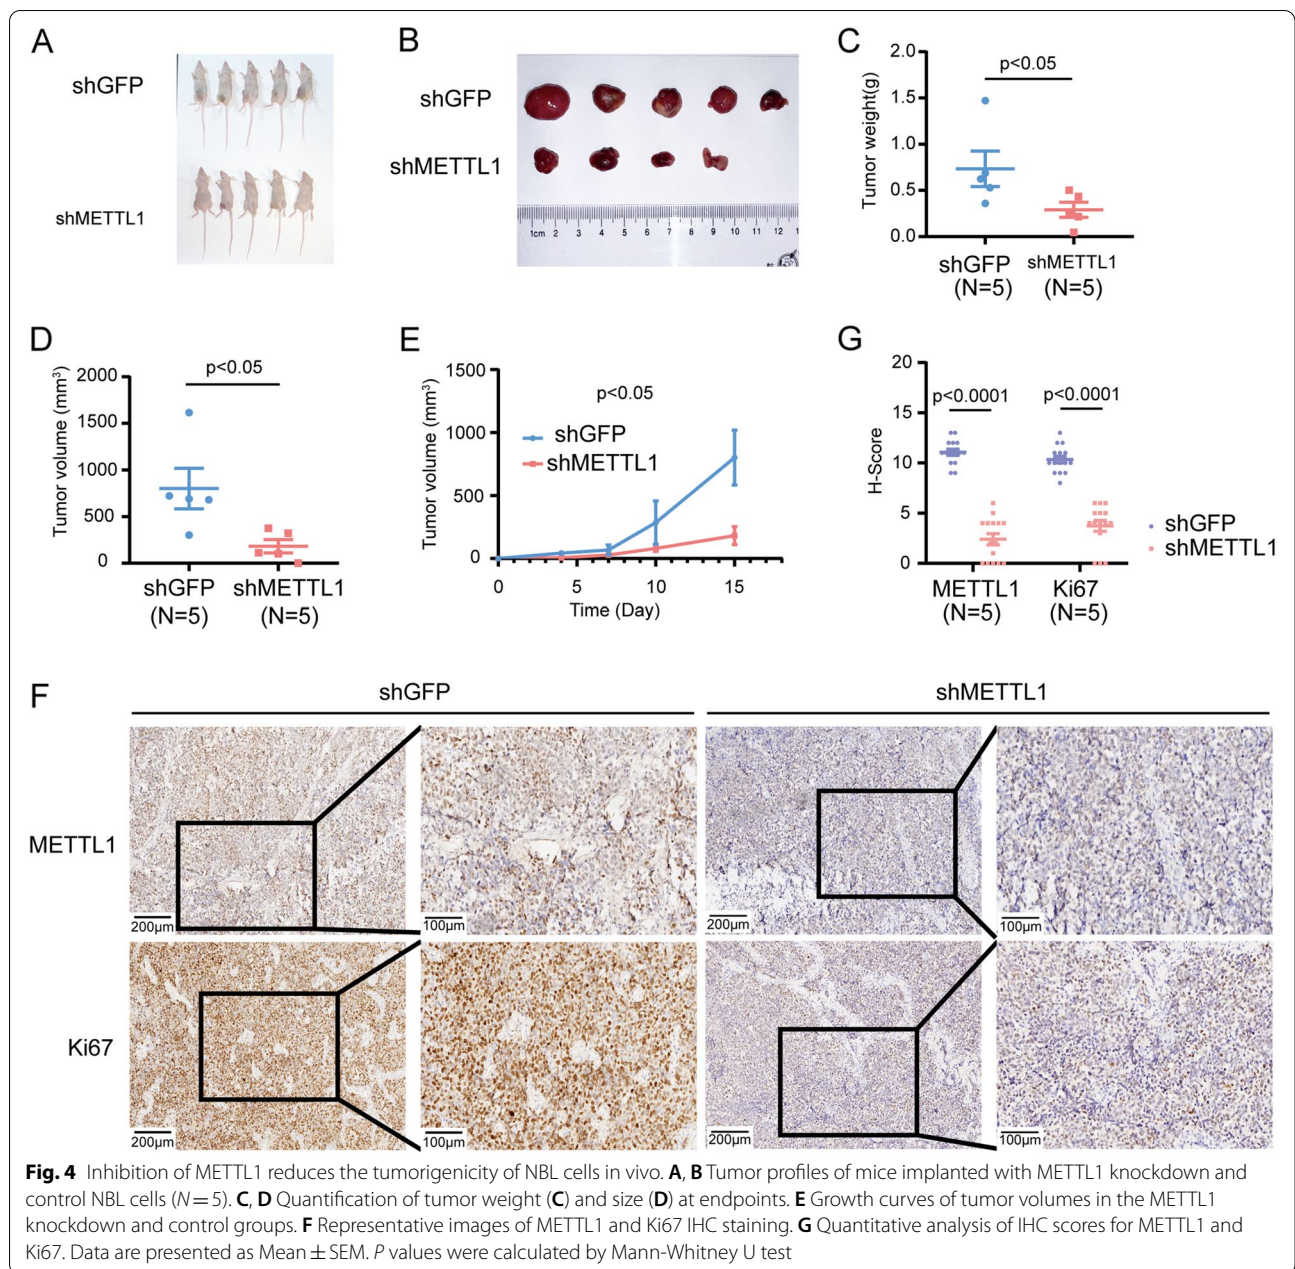 A
shGFP
shMETTL1
B
shGFP
shMETTL1
1cm 2 3 4 5 6 7 8 9 10 11 12 13
C
Tumor weight(g)
2.0
1.5
1.0
0.5
0.0
p<0.05
shGFP
(N=5)
shMETTL1
(N=5)
D
Tumor volume (mm³)
2000
1500
1000
500
0
p<0.05
shGFP
(N=5)
shMETTL1
(N=5)
E
Tumor volume (mm³)
1500
1000
500
0
p<0.05
shGFP
shMETTL1
0 5 10 15
Time (Day)
G
H-Score
20
15
10
5
0
p<0.0001 p<0.0001
METTL1
(N=5)
Ki67
(N=5)
shGFP
shMETTL1
F
shGFP shMETTL1
METTL1
200μm 100μm 200μm 100μm
Ki67
200μm 100μm 200μm 100μm
Fig. 4 Inhibition of METTL1 reduces the tumorigenicity of NBL cells in vivo. A, B Tumor profiles of mice implanted with METTL1 knockdown and
control NBL cells (N = 5). C, D Quantification of tumor weight (C) and size (D) at endpoints. E Growth curves of tumor volumes in the METTL1
knockdown and control groups. F Representative images of METTL1 and Ki67 IHC staining. G Quantitative analysis of IHC scores for METTL1 and
Ki67. Data are presented as Mean ± SEM. P values were calculated by Mann-Whitney U test